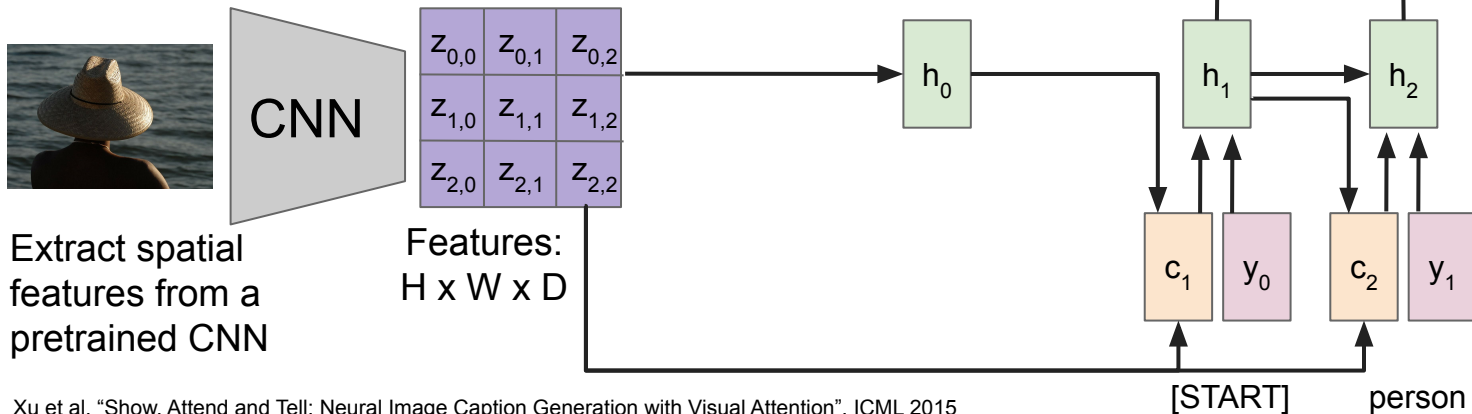 CNN
z0,0 z0,1 z0,2
z1,0 z1,1 z1,2
z2,0 z2,1 z2,2
h0
h1
h2
Extract spatial
features from a
pretrained CNN
Features:
H x W x D
c1
y0
c2
y1
[START]
person
Xu et al, “Show, Attend and Tell: Neural Image Caption Generation with Visual Attention”, ICML 2015